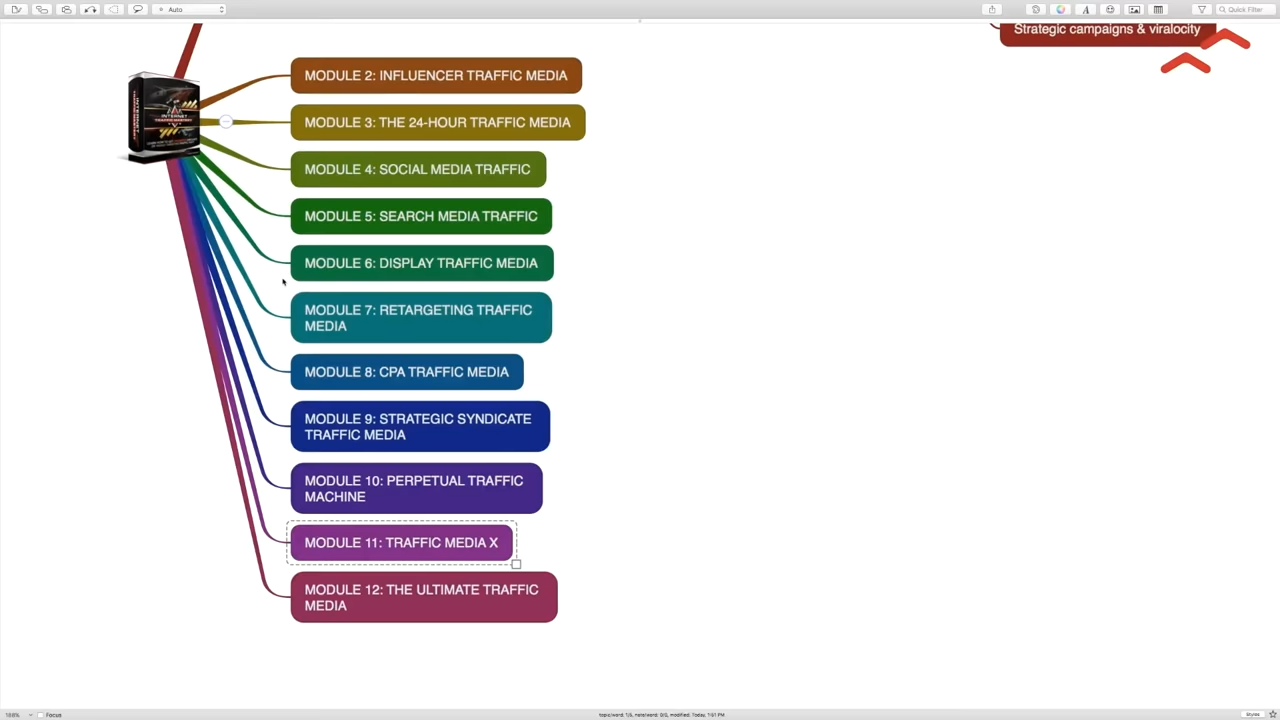 Auto
Quick Filter
Strategic campaigns & viralocity
MODULE 2: INFLUENCER TRAFFIC MEDIA
MODULE 3: THE 24-HOUR TRAFFIC MEDIA
MODULE 4: SOCIAL MEDIA TRAFFIC
MODULE 5: SEARCH MEDIA TRAFFIC
MODULE 6: DISPLAY TRAFFIC MEDIA
MODULE 7: RETARGETING TRAFFIC
MEDIA
MODULE 8: CPA TRAFFIC MEDIA
MODULE 9: STRATEGIC SYNDICATE
TRAFFIC MEDIA
MODULE 10: PERPETUAL TRAFFIC
MACHINE
MODULE 11: TRAFFIC MEDIA X
MODULE 12: THE ULTIMATE TRAFFIC
MEDIA
Focus
Styles